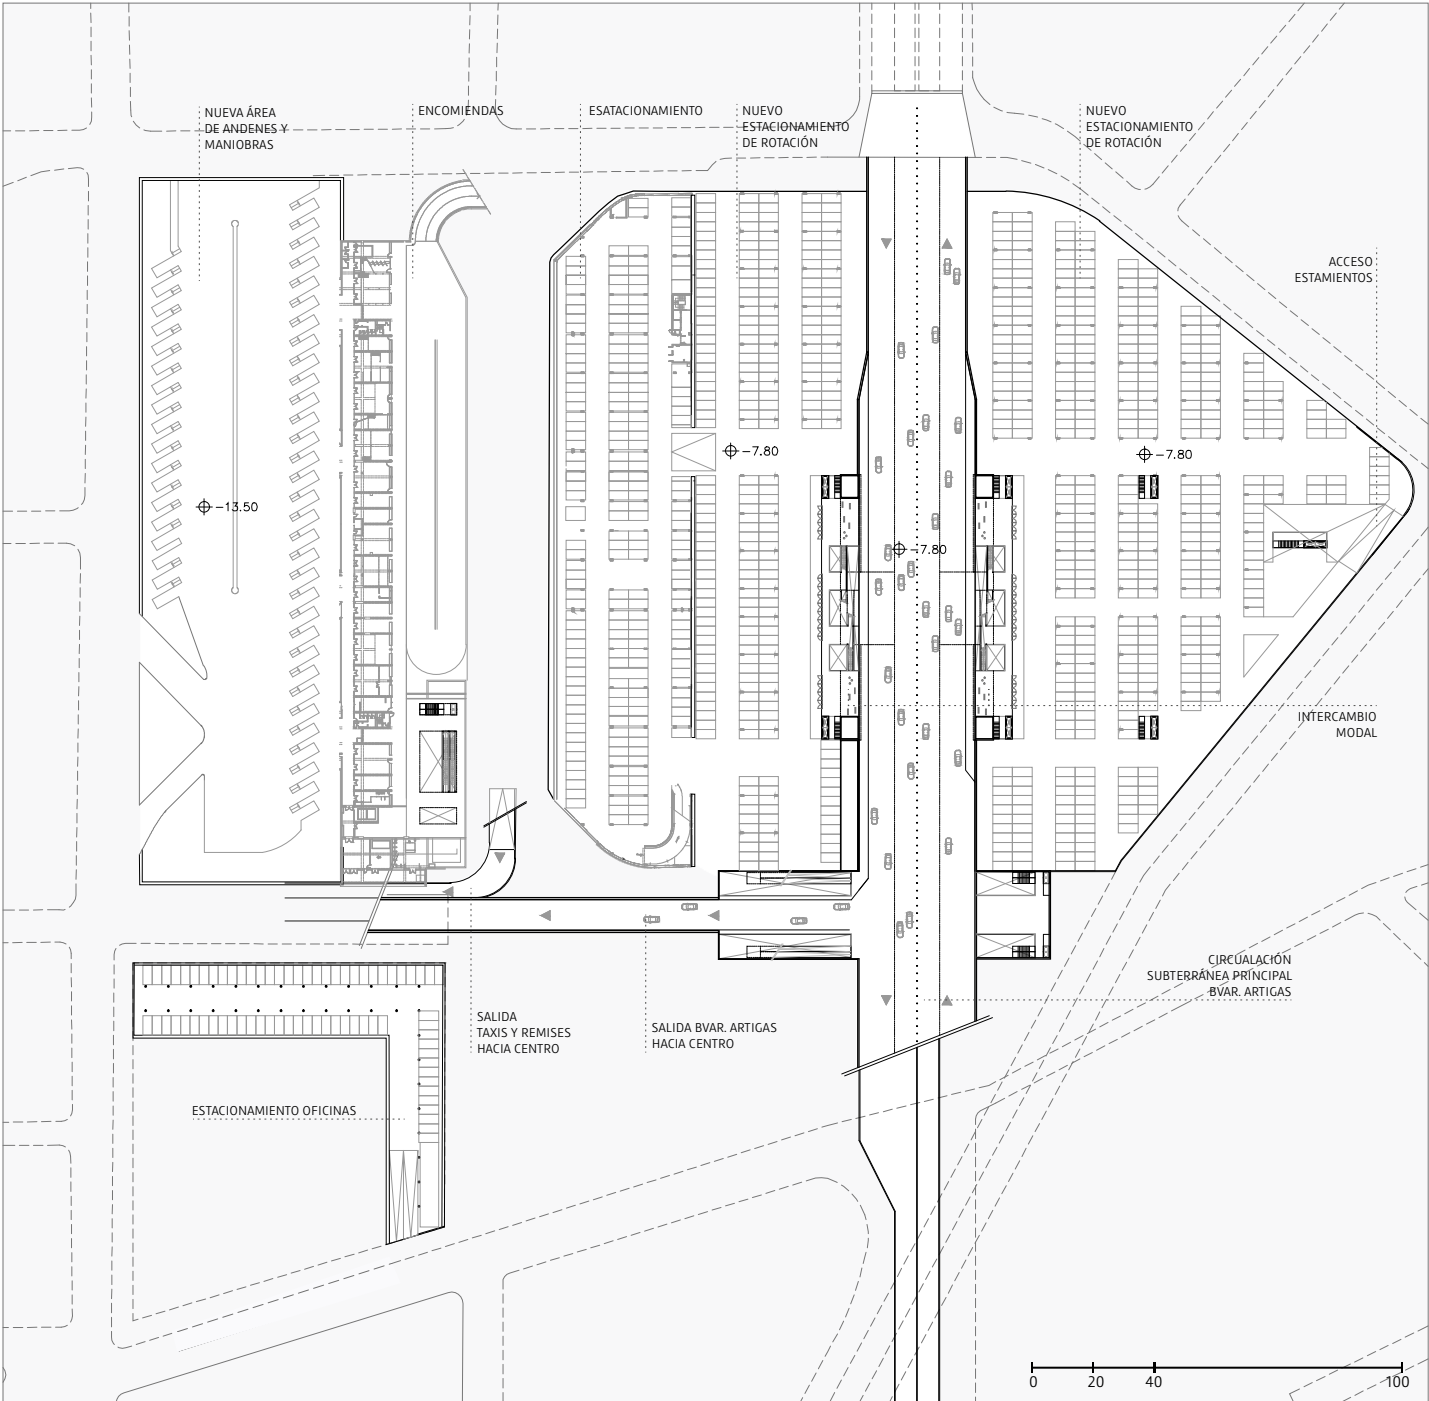 NUEVA ÁREA
DE ANDENES Y
MANIOBRAS
ENCOMIENDAS
ESATACIONAMIENTO
NUEVO
ESTACIONAMIENTO
DE ROTACIÓN
NUEVO
ESTACIONAMIENTO
DE ROTACIÓN
ACCESO
ESTAMIENTOS
-7.80
-7.80
-13.50
-7.80
INTERCAMBIO
MODAL
CIRCUALACIÓN
SUBTERRÁNEA PRINCIPAL
BVAR. ARTIGAS
SALIDA
TAXIS Y REMISES
HACIA CENTRO
SALIDA BVAR. ARTIGAS
HACIA CENTRO
ESTACIONAMIENTO OFICINAS
0 20 40 100